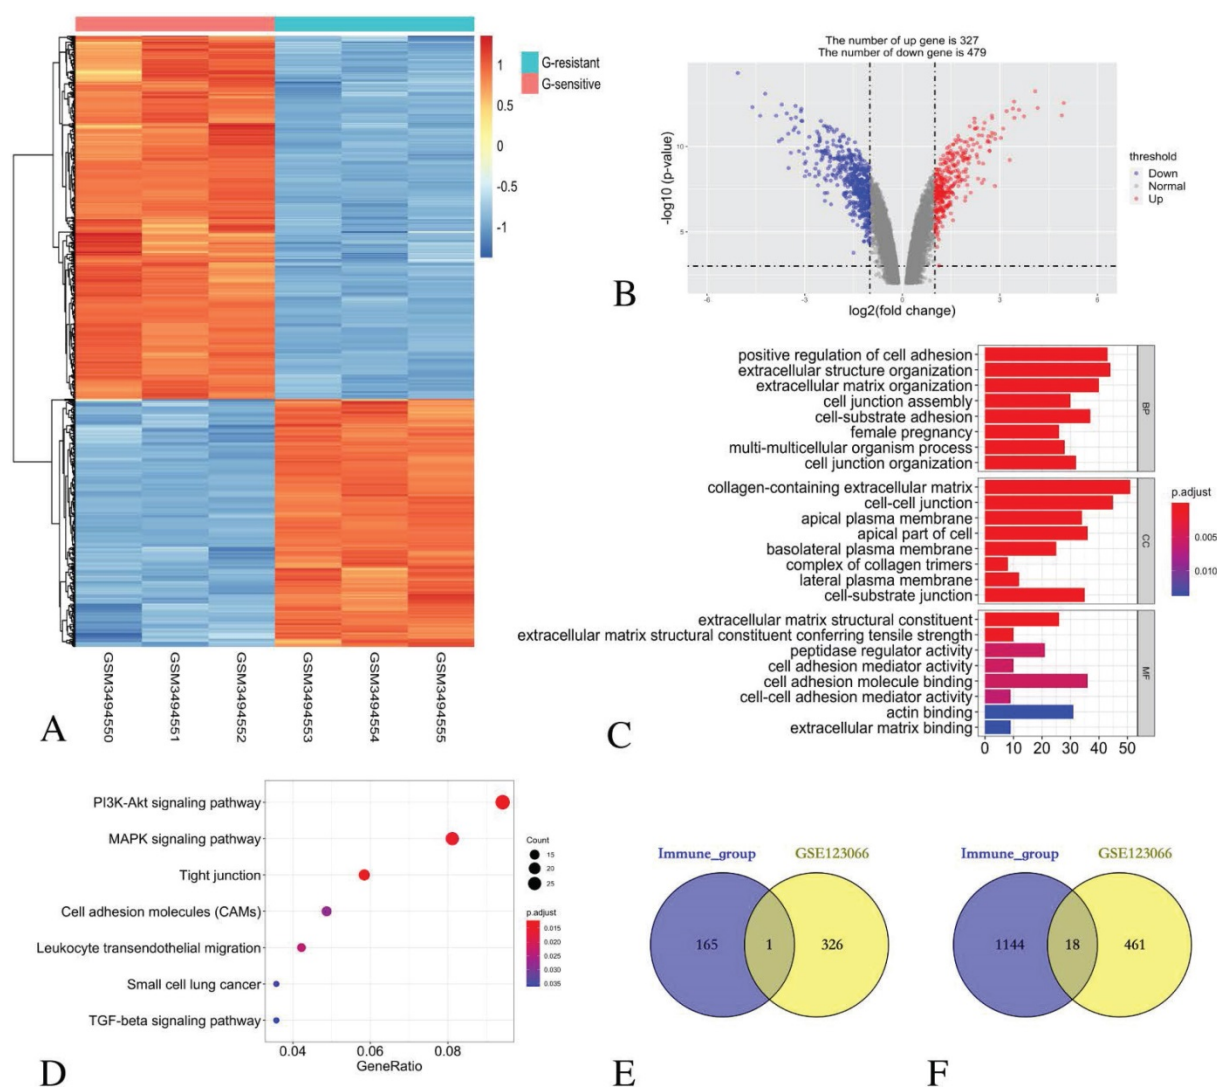 1
0.5
0
-0.5
-1
G-resistant
G-sensitive
GSM3494550
GSM3494551
GSM3494552
GSM3494553
GSM3494554
GSM3494555
A
The number of up gene is 327
The number of down gene is 479
-log10 (p-value)
10
5
-6
-3
0
3
6
log2(fold change)
threshold
Down
Normal
Up
B
positive regulation of cell adhesion
extracellular structure organization
extracellular matrix organization
cell junction assembly
cell-substrate adhesion
female pregnancy
multi-multicellular organism process
cell junction organization
BP
collagen-containing extracellular matrix
cell-cell junction
apical plasma membrane
apical part of cell
basolateral plasma membrane
complex of collagen trimers
lateral plasma membrane
cell-substrate junction
CC
extracellular matrix structural constituent
extracellular matrix structural constituent conferring tensile strength
peptidase regulator activity
cell adhesion mediator activity
cell adhesion molecule binding
cell-cell adhesion mediator activity
actin binding
extracellular matrix binding
MF
0 10 20 30 40 50
p.adjust
0.005
0.010
C
PI3K-Akt signaling pathway
MAPK signaling pathway
Tight junction
Cell adhesion molecules (CAMs)
Leukocyte transendothelial migration
Small cell lung cancer
TGF-beta signaling pathway
0.04 0.06 0.08
GeneRatio
Count
15
20
25
p.adjust
0.015
0.020
0.025
0.030
0.035
D
Immune_group GSE123066
165 1 326
E
Immune_group GSE123066
1144 18 461
F